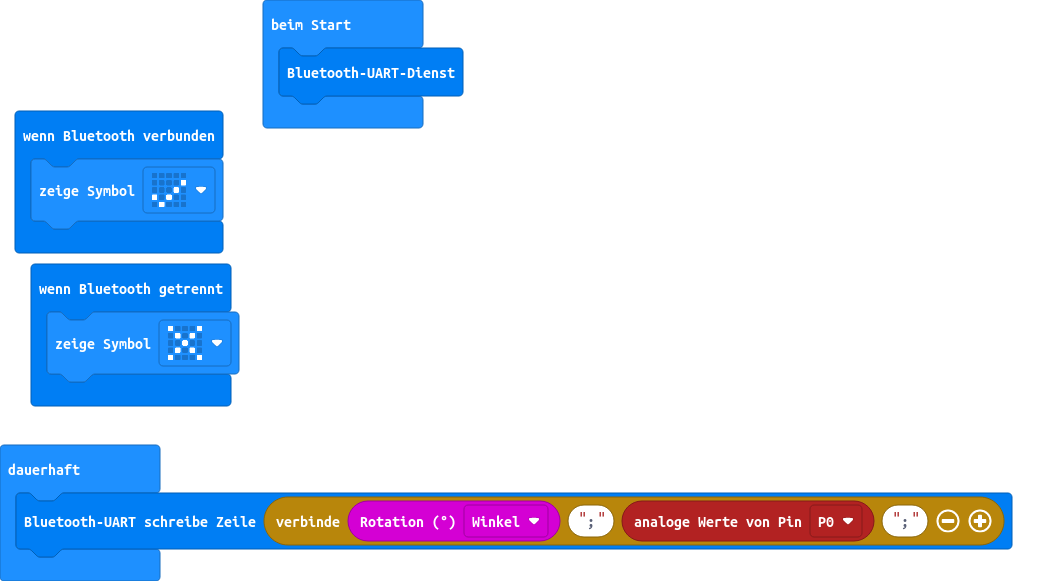 beim Start
Bluetooth-UART-Dienst
wenn Bluetooth verbunden
zeige Symbol
wenn Bluetooth getrennt
zeige Symbol
dauerhaft
Bluetooth-UART schreibe Zeile verbinde Rotation (°) Winkel ";" analoge Werte von Pin P0 ";"